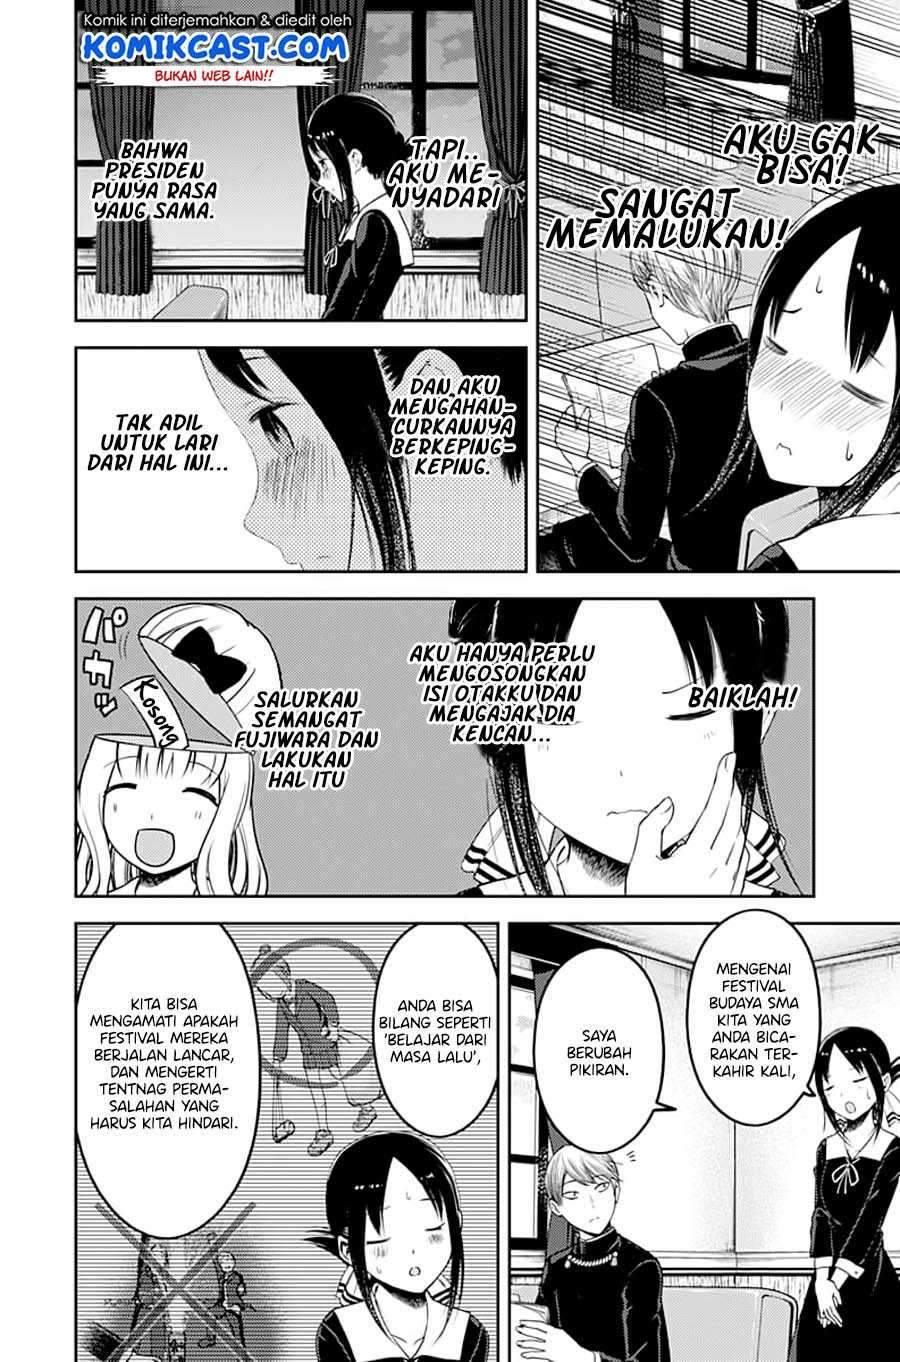 Komik ini diterjemahkan & diedit oleh
KOMIKCAST.COM
BUKAN WEB LAIN!!
AKU GAK
BISA!
SANGAT
MEMALUKAN!
TAPI..
AKU ME-
NYADARI
BAHWA
PRESIDEN
PUNYA RASA
YANG SAMA.
DAN AKU
MENGAHAN-
CURKANNYA
BERKEPING-
KEPING.
TAK ADIL
UNTUK LARI
DARI HAL INI...
BAIKLAH!
AKU HANYA PERLU
MENGOSONGKAN
ISI OTAKKU DAN
MENGAJAK DIA
KENCAN...
SALURKAN
SEMANGAT
FUJIWARA DAN
LAKUKAN
HAL ITU
Kosong
パカッ
MENGENAI
FESTIVAL
BUDAYA SMA
KITA YANG
ANDA BICA-
RAKAN TER-
KAHIR KALI,
SAYA
BERUBAH
PIKIRAN.
ANDA BISA
BILANG SEPERTI
'BELAJAR DARI
MASA LALU',
KITA BISA
MENGAMATI APAKAH
FESTIVAL MEREKA
BERJALAN LANCAR,
DAN MENGERTI
TENTNAG PERMA-
SALAHAN YANG
HARUS KITA HINDARI.